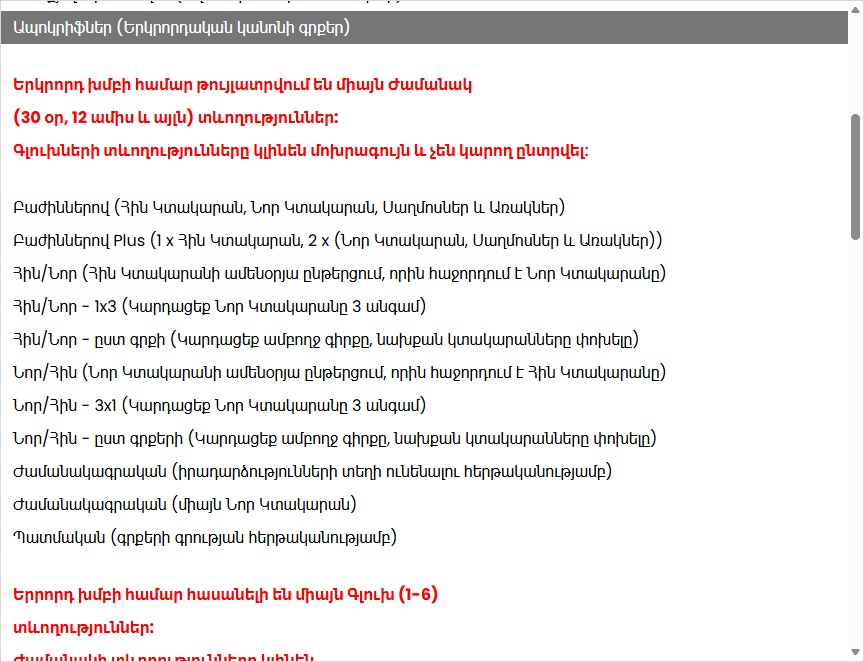 Ապոկրիֆներ (Երկրորդական կանոնի գրքեր)
Երկրորդ խմբի համար թույլատրվում են միայն Ժամանակ
(30 օր, 12 ամիս և այլն) տևողություններ:
Գլուխների տևողությունները կլինեն մոխրագույն և չեն կարող ընտրվել:
Բաժիններով (Հին Կտակարան, Նոր Կտակարան, Սաղմոսներ և Առակներ)
Բաժիններով Plus (1 x Հին Կտակարան, 2 x (Նոր Կտակարան, Սաղմոսներ և Առակներ))
Հին/Նոր (Հին Կտակարանի ամենօրյա ընթերցում, որին հաջորդում է Նոր Կտակարանը)
Հին/Նոր - 1x3 (Կարդացեք Նոր Կտակարանը 3 անգամ)
Հին/Նոր - ըստ գրքի (Կարդացեք ամբողջ գիրքը, նախքան կտակարանները փոխելը)
Նոր/Հին (Նոր Կտակարանի ամենօրյա ընթերցում, որին հաջորդում է Հին Կտակարանը)
Նոր/Հին - 3x1 (Կարդացեք Նոր Կտակարանը 3 անգամ)
Նոր/Հին - ըստ գրքերի (Կարդացեք ամբողջ գիրքը, նախքան կտակարանները փոխելը)
Ժամանակագրական (իրադարձությունների տեղի ունենալու հերթականությամբ)
Ժամանակագրական (միայն Նոր Կտակարան)
Պատմական (գրքերի գրության հերթականությամբ)
Երրորդ խմբի համար հասանելի են միայն Գլուխ (1-6)
տևողություններ:
Ժամանակի տևողությունները կլինեն